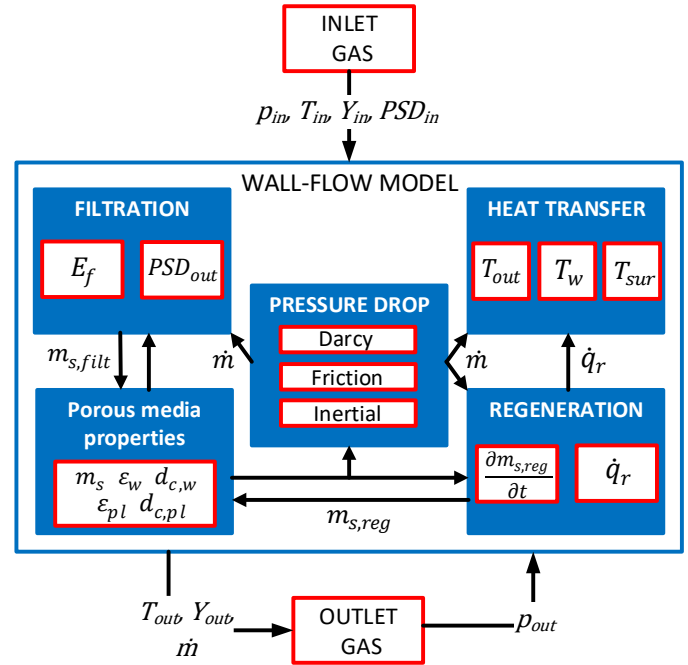 INLET
GAS
p_in, T_in, Y_in, PSD_in
WALL-FLOW MODEL
FILTRATION
E_f
PSD_out
HEAT TRANSFER
T_out
T_w
T_sur
PRESSURE DROP
Darcy
Friction
Inertial
m_s,filt
ṁ
ṁ
q̇_r
Porous media
properties
m_s ε_w d_c,w
ε_pl d_c,pl
REGENERATION
∂m_s,reg
∂t
q̇_r
m_s,reg
T_out, Y_out,
ṁ
OUTLET
GAS
p_out